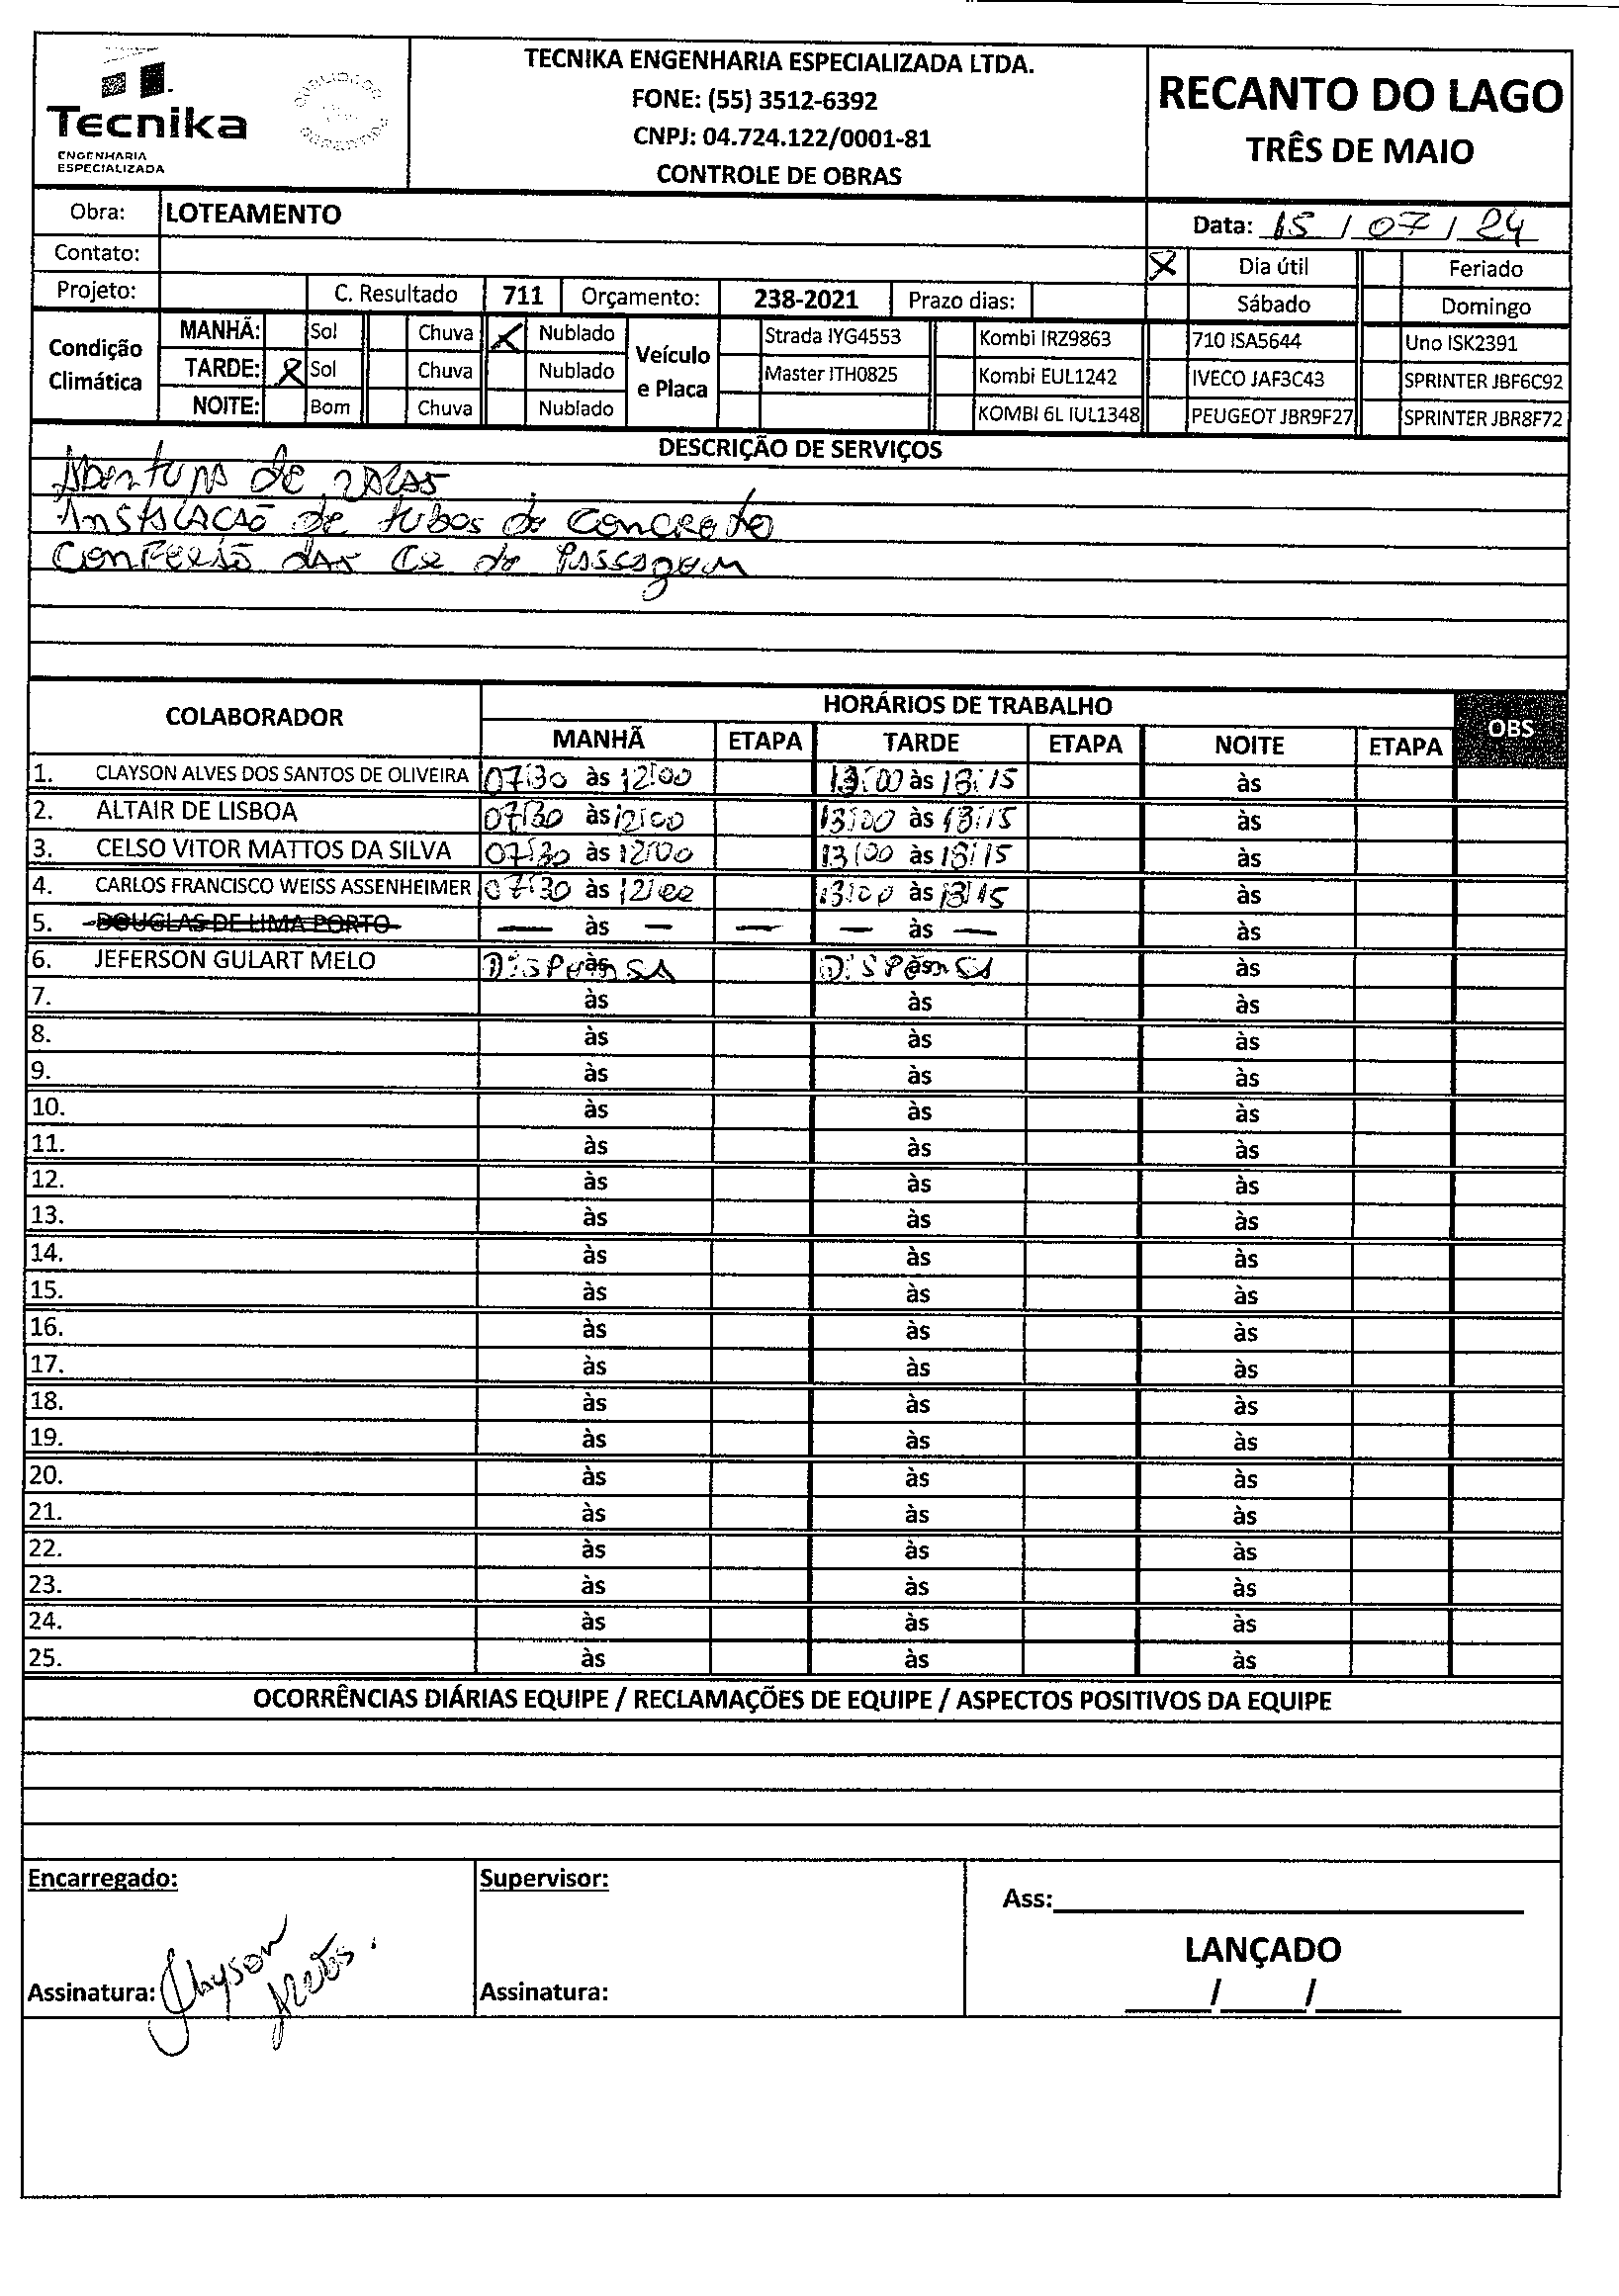 Tecnika
ENGENHARIA
ESPECIALIZADA
TECNIKA ENGENHARIA ESPECIALIZADA LTDA.
FONE: (55) 3512-6392
CNPJ: 04.724.122/0001-81
CONTROLE DE OBRAS
RECANTO DO LAGO
TRÊS DE MAIO
Obra: LOTEAMENTO
Data: 15 / 07 / 24
Contato:
X Dia útil Feriado
Projeto: C. Resultado 711 Orçamento: 238-2021 Prazo dias: Sábado Domingo
Condição Climática
MANHÃ: Sol Chuva X Nublado
TARDE: X Sol Chuva Nublado
NOITE: Bom Chuva Nublado
Veículo e Placa
Strada IYG4553 Kombi IRZ9863 710 ISA5644 Uno ISK2391
Master ITH0825 Kombi EUL1242 IVECO JAF3C43 SPRINTER JBF6C92
KOMBI 6L IUL1348 PEUGEOT JBR9F27 SPRINTER JBR8F72
DESCRIÇÃO DE SERVIÇOS
Abertura de valas
Instalacaõ de tubos de Concreto
das Cx de Passagem
COLABORADOR HORÁRIOS DE TRABALHO OBS
MANHÃ ETAPA TARDE ETAPA NOITE ETAPA
1. CLAYSON ALVES DOS SANTOS DE OLIVEIRA 07:30 às 12:00 13:00 às 18:15 às
2. ALTAIR DE LISBOA 07:30 às 12:00 13:00 às 18:15 às
3. CELSO VITOR MATTOS DA SILVA 07:30 às 12:00 13:00 às 18:15 às
4. CARLOS FRANCISCO WEISS ASSENHEIMER 07:30 às 12:00 13:00 às 18:15 às
5. DOUGLAS DE LIMA PORTO — às — — — às — às
6. JEFERSON GULART MELO às DISPENSA às DISPENSA às
7. às às às
8. às às às
9. às às às
10. às às às
11. às às às
12. às às às
13. às às às
14. às às às
15. às às às
16. às às às
17. às às às
18. às às às
19. às às às
20. às às às
21. às às às
22. às às às
23. às às às
24. às às às
25. às às às
OCORRÊNCIAS DIÁRIAS EQUIPE / RECLAMAÇÕES DE EQUIPE / ASPECTOS POSITIVOS DA EQUIPE
Encarregado: Supervisor:
Ass:
LANÇADO
Assinatura: Clayson Alves. Assinatura: / /